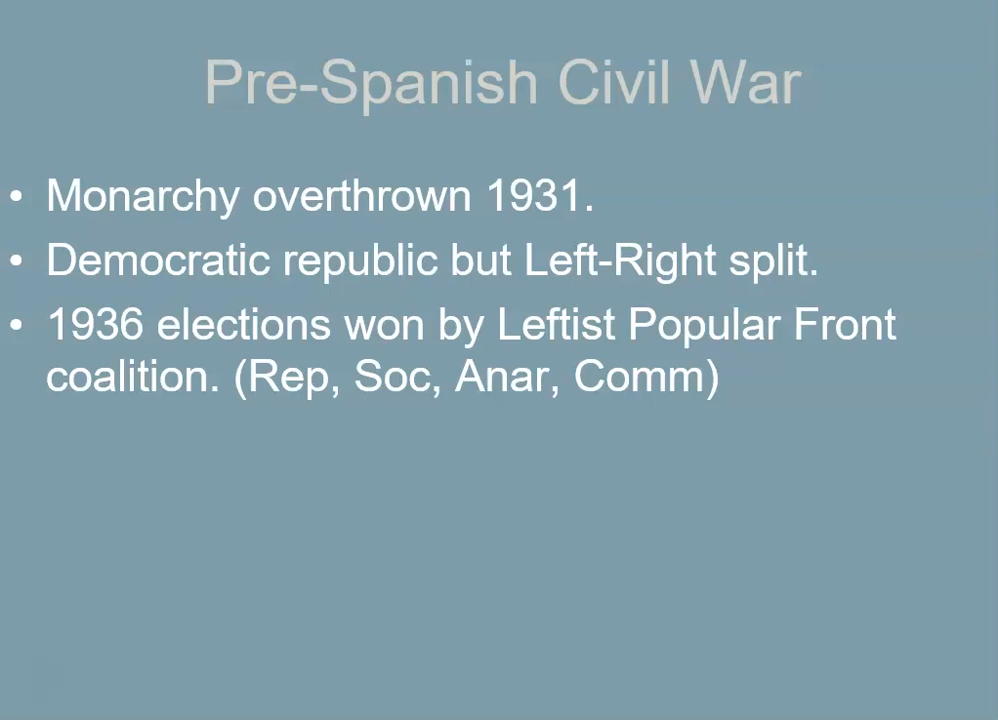 Pre-Spanish Civil War
• Monarchy overthrown 1931.
• Democratic republic but Left-Right split.
• 1936 elections won by Leftist Popular Front
coalition. (Rep, Soc, Anar, Comm)